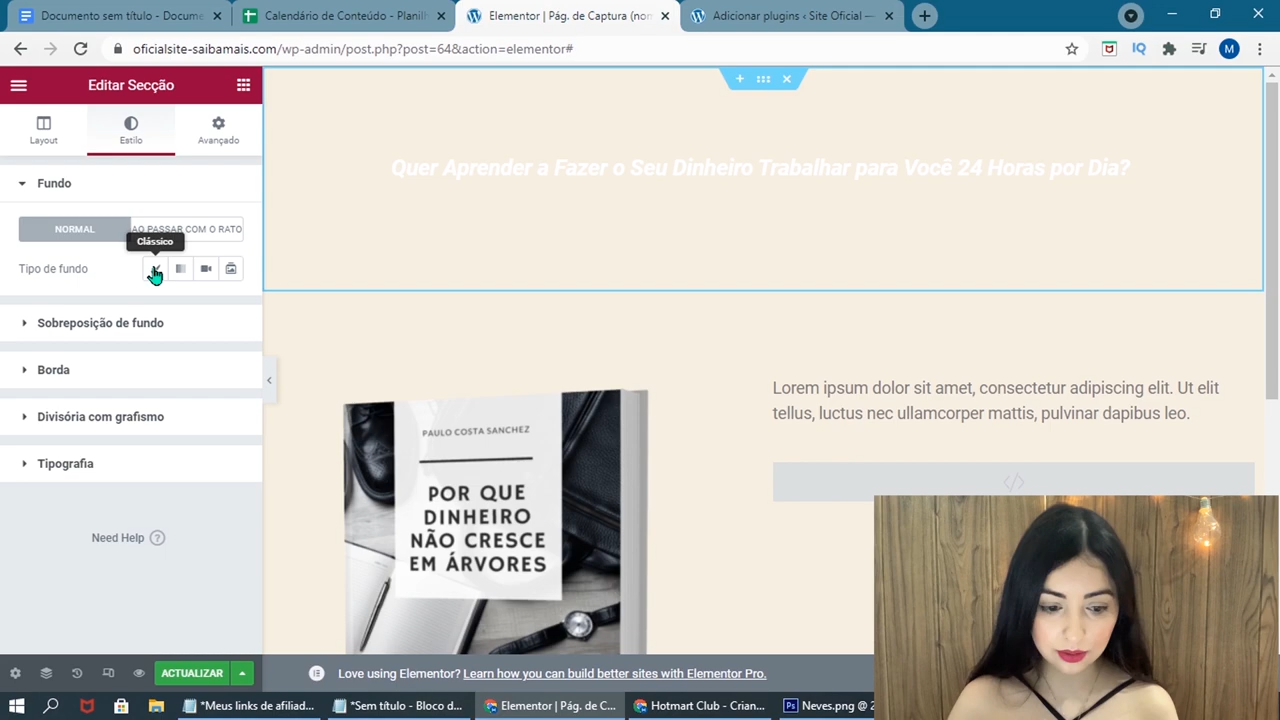 Documento sem título - Docume
Calendário de Conteúdo - Planilh
Elementor | Pág. de Captura (nom
Adicionar plugins ‹ Site Oficial —
oficialsite-saibamais.com/wp-admin/post.php?post=64&action=elementor#
M
Editar Secção
Layout
Estilo
Avançado
Fundo
NORMAL
AO PASSAR COM O RATO
Clássico
Tipo de fundo
Sobreposição de fundo
Borda
Divisória com grafismo
Tipografia
Need Help
ACTUALIZAR
Quer Aprender a Fazer o Seu Dinheiro Trabalhar para Você 24 Horas por Dia?
PAULO COSTA SANCHEZ
POR QUE
DINHEIRO
NÃO CRESCE
EM ÁRVORES
Lorem ipsum dolor sit amet, consectetur adipiscing elit. Ut elit
tellus, luctus nec ullamcorper mattis, pulvinar dapibus leo.
Love using Elementor? Learn how you can build better sites with Elementor Pro.
*Meus links de afiliad...
*Sem título - Bloco d...
Elementor | Pág. de C...
Hotmart Club - Crian...
Neves.png @ 2